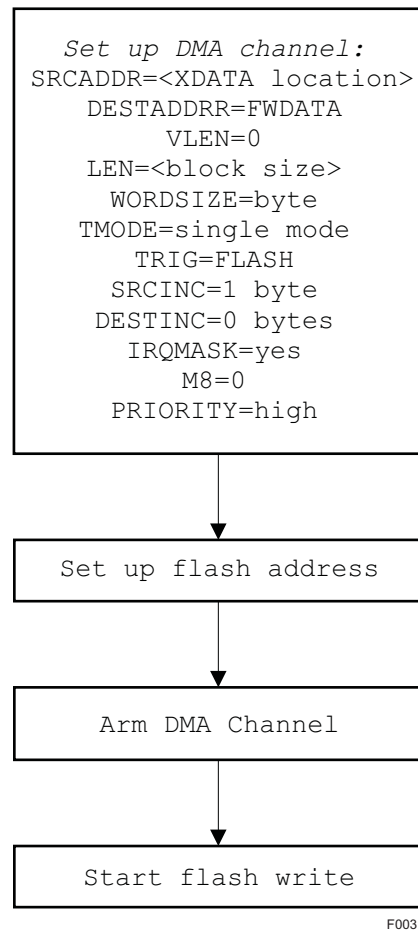 Set up DMA channel:
SRCADDR=<XDATA location>
DESTADDRR=FWDATA
VLEN=0
LEN=<block size>
WORDSIZE=byte
TMODE=single mode
TRIG=FLASH
SRCINC=1 byte
DESTINC=0 bytes
IRQMASK=yes
M8=0
PRIORITY=high
Set up flash address
Arm DMA Channel
Start flash write
F003